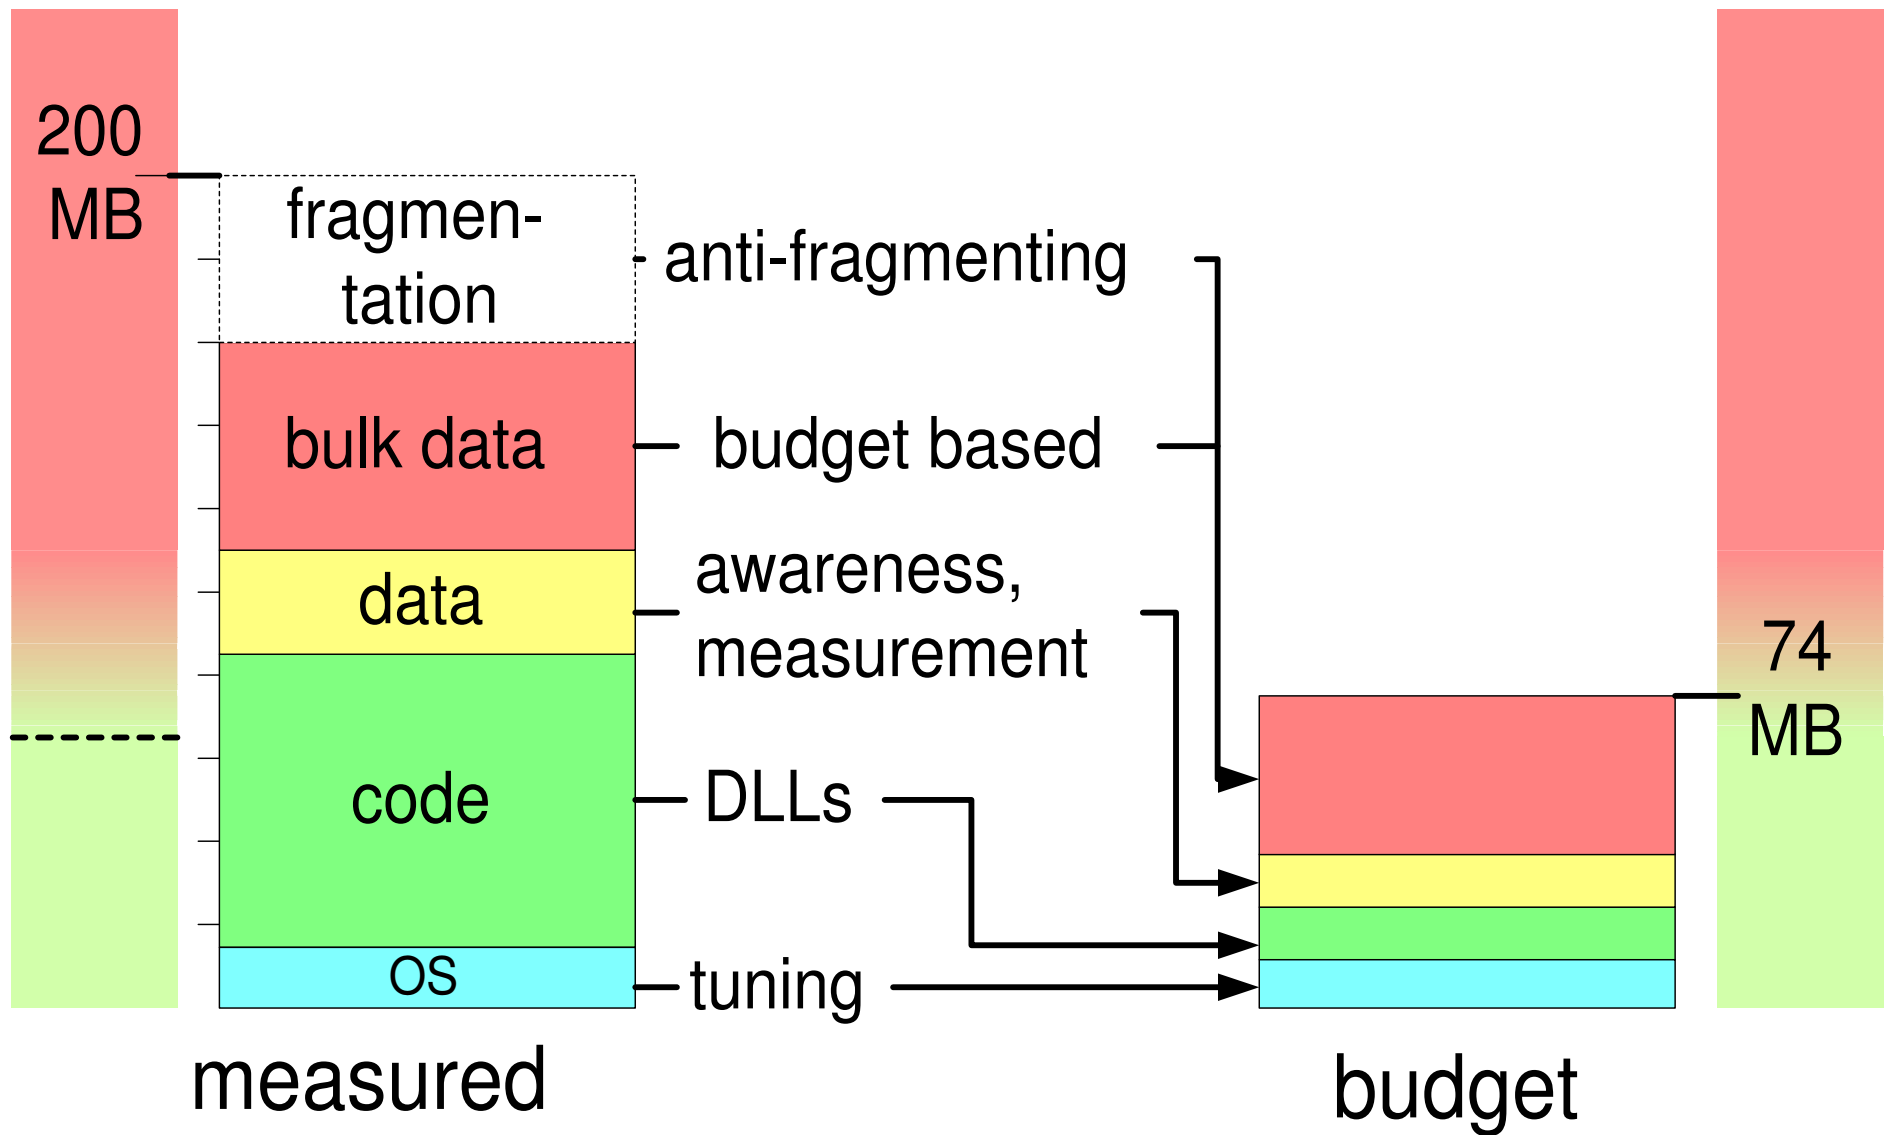 200
MB
fragmen-
tation
anti-fragmenting
bulk data
budget based
data
awareness,
measurement
74
MB
code
DLLs
OS
tuning
measured
budget